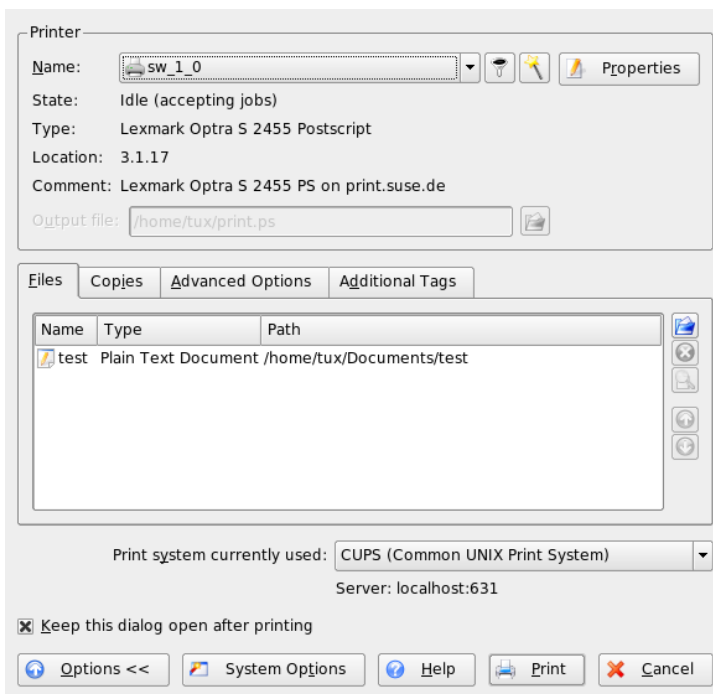 Printer
Name: sw_1_0 Properties
State: Idle (accepting jobs)
Type: Lexmark Optra S 2455 Postscript
Location: 3.1.17
Comment: Lexmark Optra S 2455 PS on print.suse.de
Output file: /home/tux/print.ps
Files Copies Advanced Options Additional Tags
Name Type Path
test Plain Text Document /home/tux/Documents/test
Print system currently used: CUPS (Common UNIX Print System)
Server: localhost:631
Keep this dialog open after printing
Options << System Options Help Print Cancel